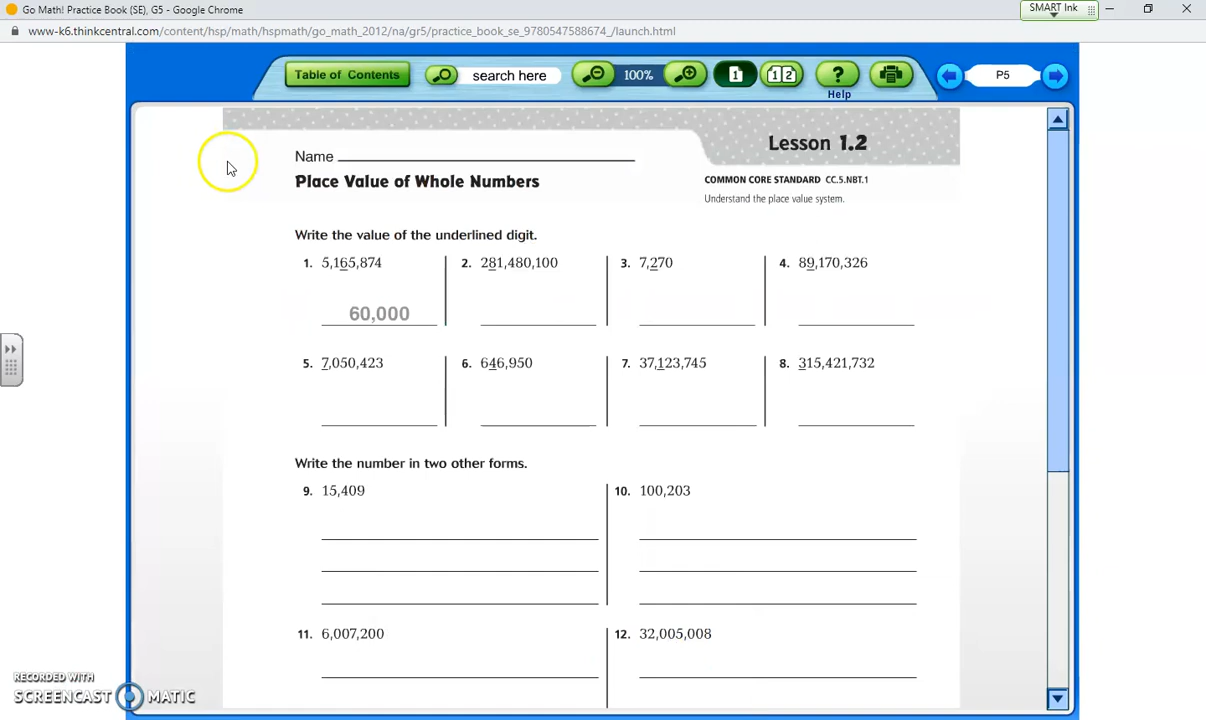 Go Math! Practice Book (SE), G5 - Google Chrome
SMART Ink
www-k6.thinkcentral.com/content/hsp/math/hspmath/go_math_2012/na/gr5/practice_book_se_9780547588674_/launch.html
Table of Contents
search here
100%
1
1 2
?
Help
P5
Lesson 1.2
Name
COMMON CORE STANDARD CC.5.NBT.1
Place Value of Whole Numbers
Understand the place value system.
Write the value of the underlined digit.
1. 5,165,874
2. 281,480,100
3. 7,270
4. 89,170,326
60,000
5. 7,050,423
6. 646,950
7. 37,123,745
8. 315,421,732
Write the number in two other forms.
9. 15,409
10. 100,203
11. 6,007,200
12. 32,005,008
RECORDED WITH
SCREENCAST MATIC